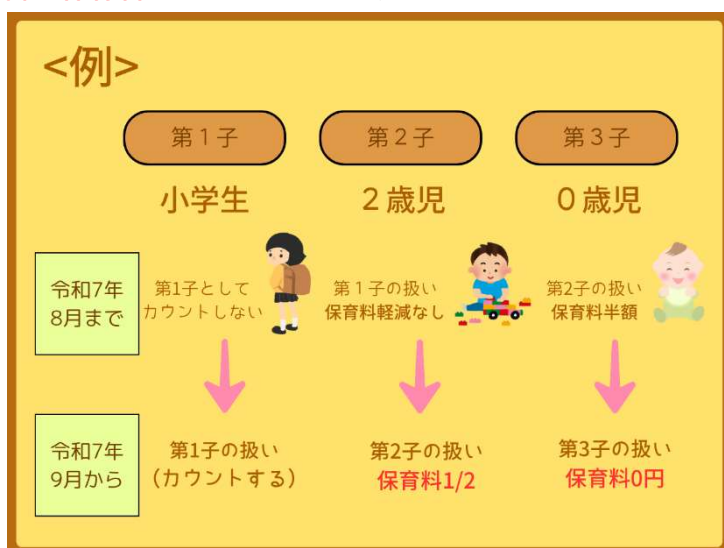 <例>
第1子
第2子
第3子
小学生
2歳児
0歳児
令和7年
8月まで
第1子として
カウントしない
第1子の扱い
保育料軽減なし
第2子の扱い
保育料半額
令和7年
9月から
第1子の扱い
(カウントする)
第2子の扱い
保育料1/2
第3子の扱い
保育料0円